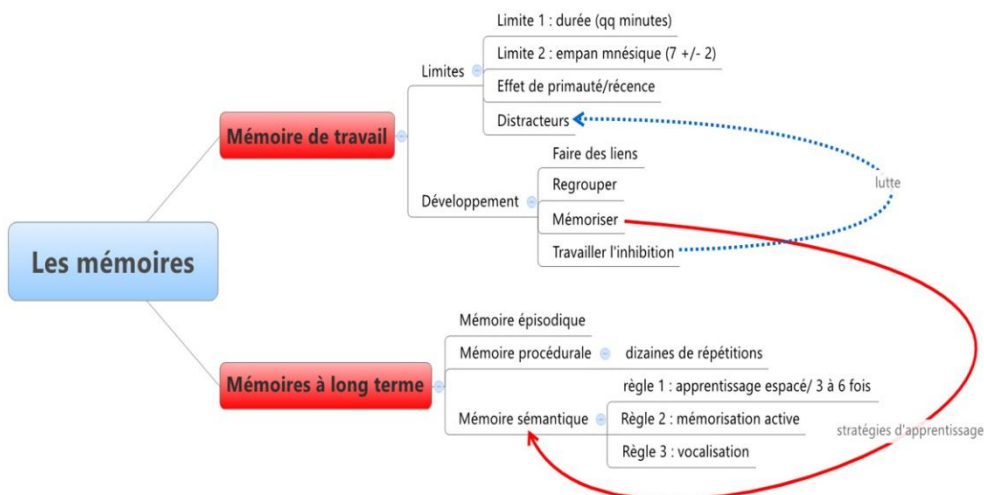 Les mémoires
Mémoire de travail
Limites
Limite 1 : durée (qq minutes)
Limite 2 : empan mnésique (7 +/- 2)
Effet de primauté/récence
Distracteurs
Développement
Faire des liens
Regrouper
Mémoriser
Travailler l'inhibition
lutte
Mémoires à long terme
Mémoire épisodique
Mémoire procédurale
dizaines de répétitions
Mémoire sémantique
règle 1 : apprentissage espacé/ 3 à 6 fois
Règle 2 : mémorisation active
Règle 3 : vocalisation
stratégies d'apprentissage